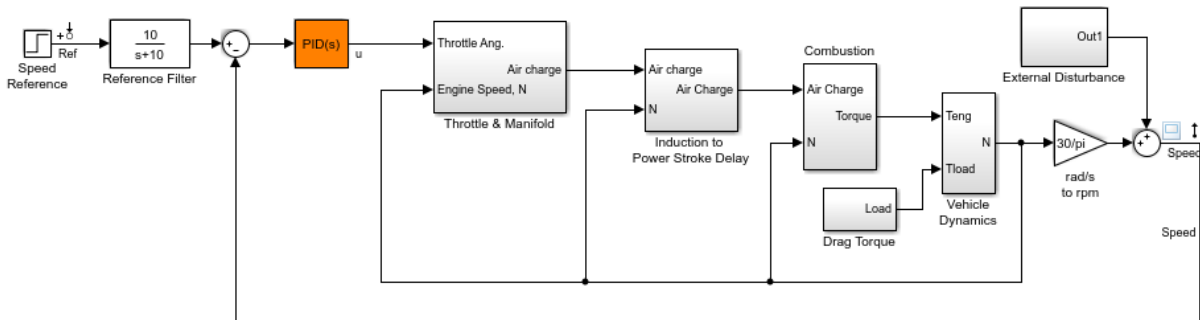 Ref
Speed
Reference
10
s+10
Reference Filter
+
-
PID(s)
u
Throttle Ang.
Air charge
Engine Speed, N
Throttle & Manifold
Air charge
Air Charge
N
Induction to
Power Stroke Delay
Combustion
Air Charge
Torque
N
Load
Drag Torque
Teng
N
Tload
Vehicle
Dynamics
30/pi
rad/s
to rpm
Out1
External Disturbance
+
+
Speed
Speed